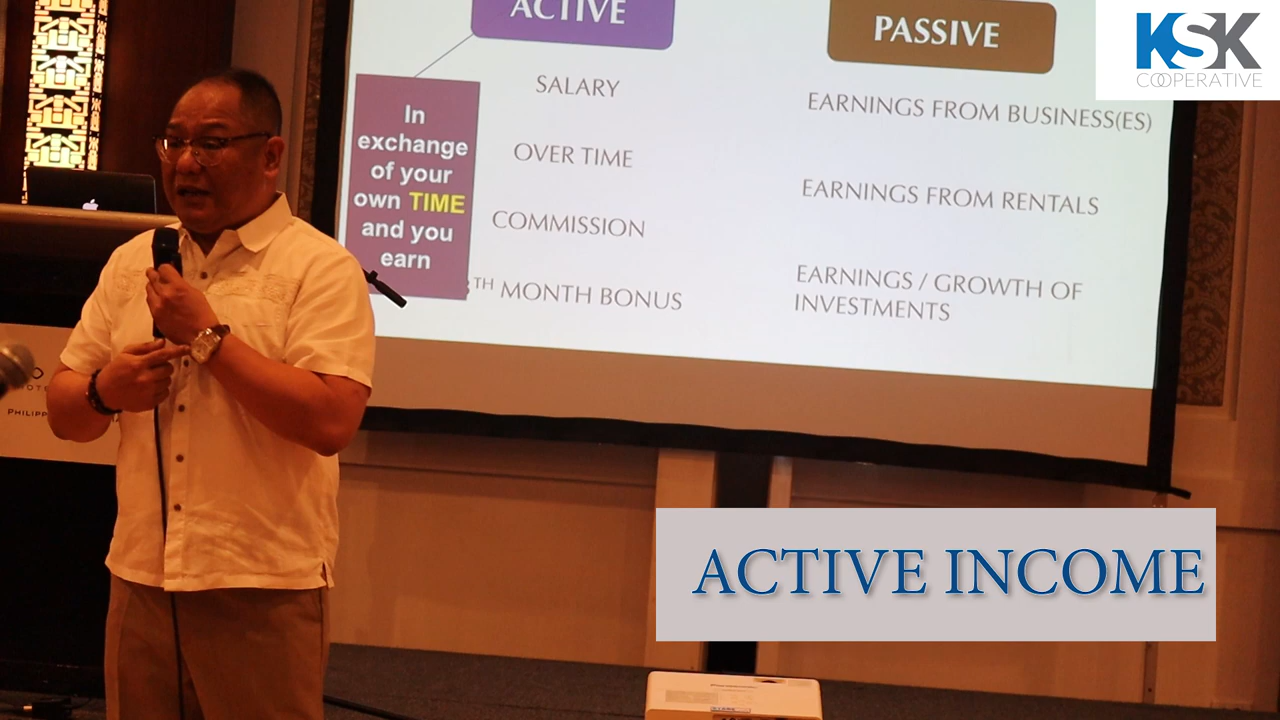 ACTIVE
PASSIVE
KSK
COOPERATIVE
In
exchange
of your
own TIME
and you
earn
SALARY
OVER TIME
COMMISSION
TH MONTH BONUS
EARNINGS FROM BUSINESS(ES)
EARNINGS FROM RENTALS
EARNINGS / GROWTH OF
INVESTMENTS
ACTIVE INCOME